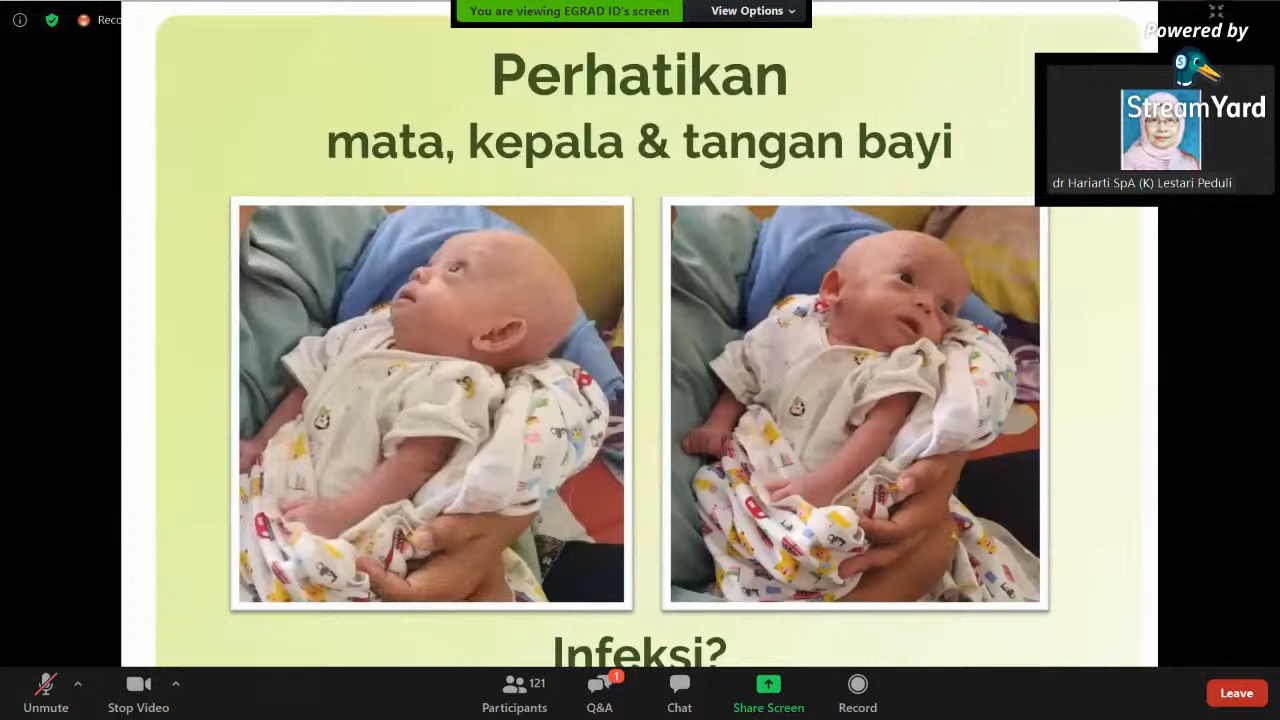 Reco
You are viewing EGRAD ID's screen
View Options
Powered by
StreamYard
dr Hariarti SpA (K) Lestari Peduli
Perhatikan
mata, kepala & tangan bayi
Infeksi?
Unmute
Stop Video
121
Participants
1
Q&A
Chat
Share Screen
Record
Leave